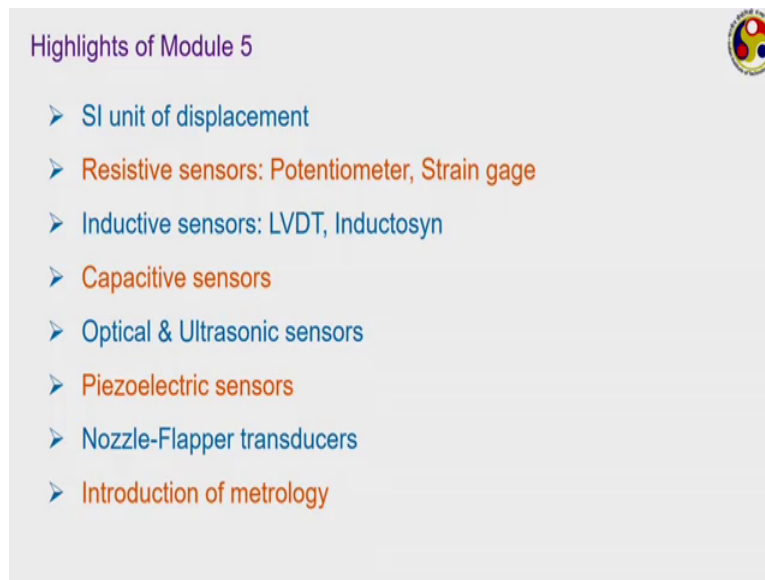 Highlights of Module 5
SI unit of displacement
Resistive sensors: Potentiometer, Strain gage
Inductive sensors: LVDT, Inductosyn
Capacitive sensors
Optical & Ultrasonic sensors
Piezoelectric sensors
Nozzle-Flapper transducers
Introduction of metrology